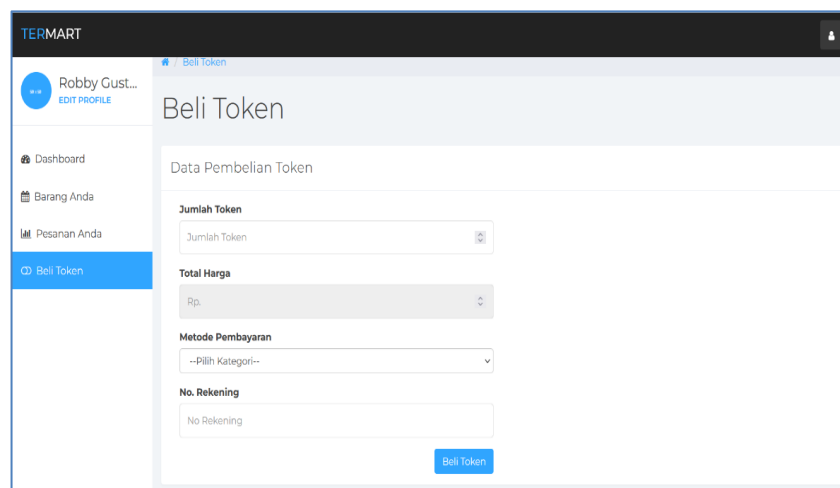 TERMART
Robby Gust...
EDIT PROFILE
Dashboard
Barang Anda
Pesanan Anda
Beli Token
/ Beli Token
Beli Token
Data Pembelian Token
Jumlah Token
Jumlah Token
Total Harga
Rp.
Metode Pembayaran
--Pilih Kategori--
No. Rekening
No Rekening
Beli Token